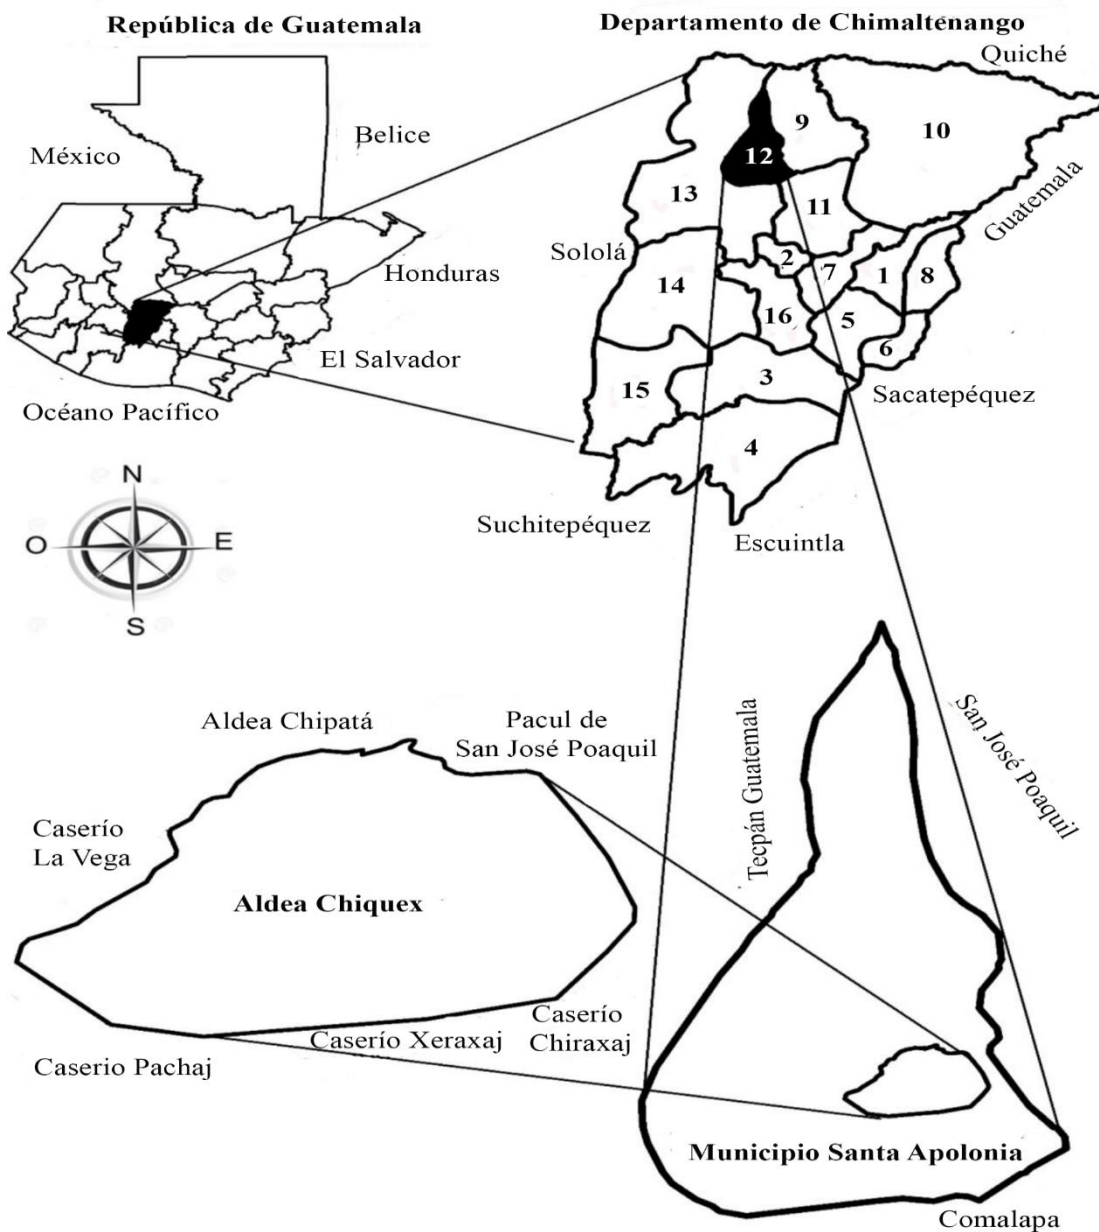 República de Guatemala
México
Belice
Honduras
El Salvador
Océano Pacífico
Departamento de Chimaltenango
Quiché
9
10
12
13
11
Guatemala
Sololá
2
7
1
8
14
16
5
6
15
3
Sacatepéquez
4
Suchitepéquez
Escuintla
N
O
E
S
Aldea Chipatá
Pacul de
San José Poaquil
Caserío
La Vega
Aldea Chiquex
Caserío
Chiraxaj
Caserío Xeraxaj
Caserio Pachaj
Tecpán Guatemala
San José Poaquil
Municipio Santa Apolonia
Comalapa